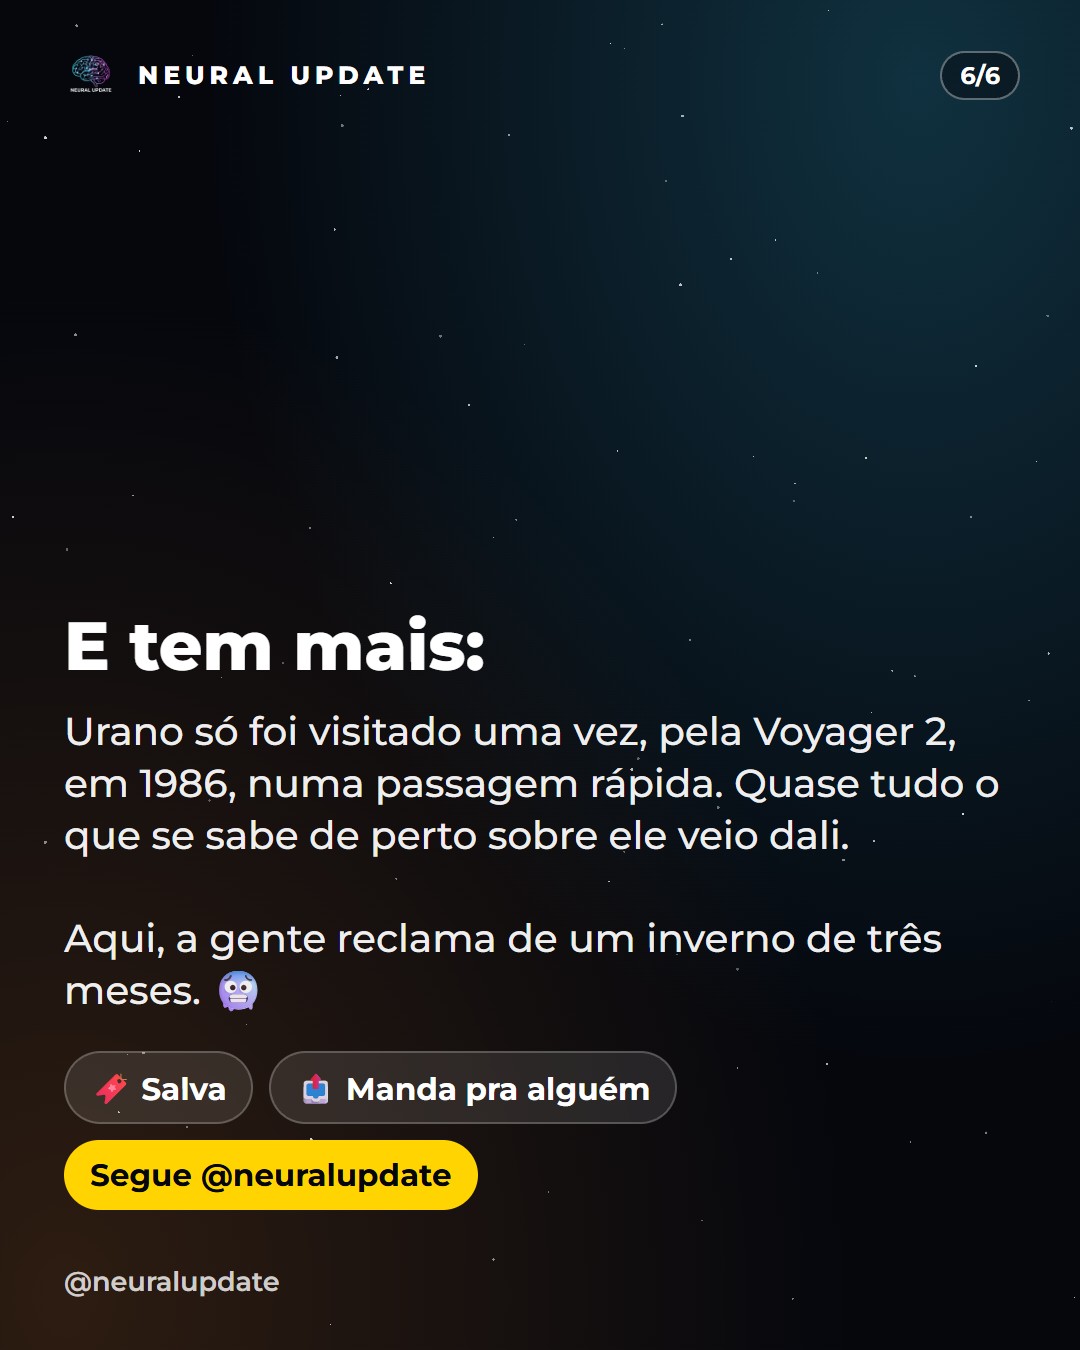 NEURAL UPDATE
NEURAL UPDATE
6/6
E tem mais:
Urano só foi visitado uma vez, pela Voyager 2,
em 1986, numa passagem rápida. Quase tudo o
que se sabe de perto sobre ele veio dali.
Aqui, a gente reclama de um inverno de três
meses. 🥶
🔖 Salva
📤 Manda pra alguém
Segue @neuralupdate
@neuralupdate